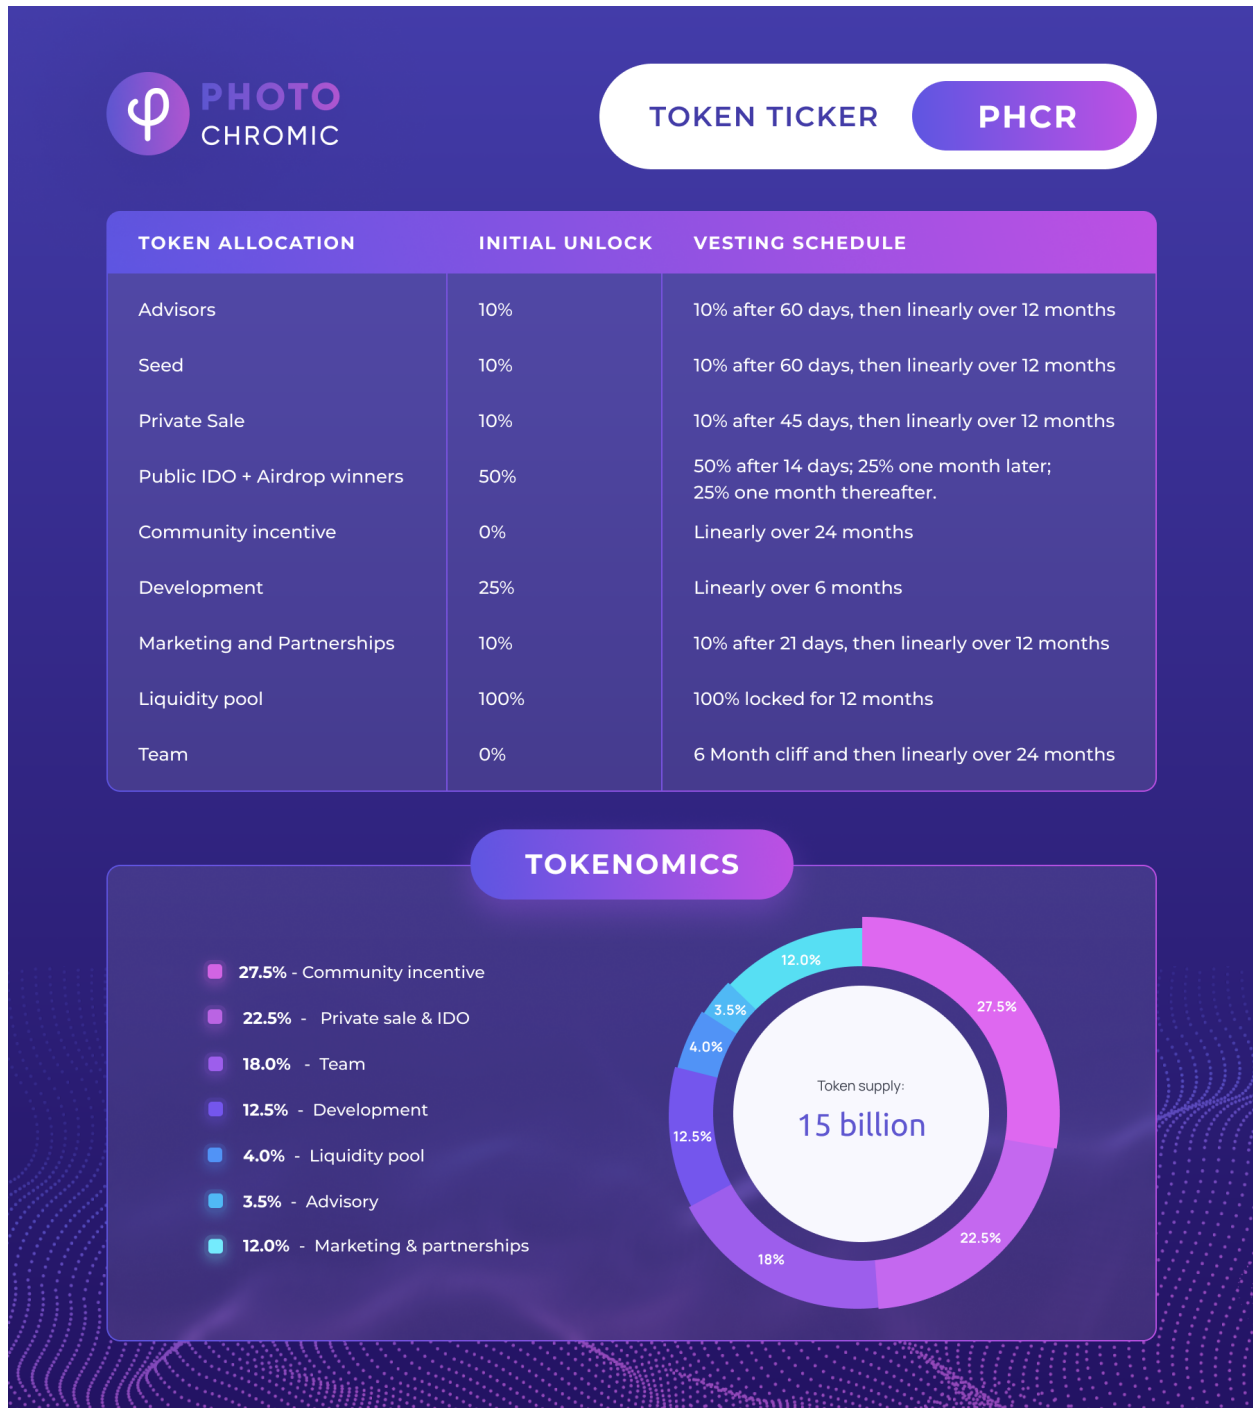 PHOTO
CHROMIC
TOKEN TICKER PHCR
TOKEN ALLOCATION INITIAL UNLOCK VESTING SCHEDULE
Advisors 10% 10% after 60 days, then linearly over 12 months
Seed 10% 10% after 60 days, then linearly over 12 months
Private Sale 10% 10% after 45 days, then linearly over 12 months
Public IDO + Airdrop winners 50% 50% after 14 days; 25% one month later;
25% one month thereafter.
Community incentive 0% Linearly over 24 months
Development 25% Linearly over 6 months
Marketing and Partnerships 10% 10% after 21 days, then linearly over 12 months
Liquidity pool 100% 100% locked for 12 months
Team 0% 6 Month cliff and then linearly over 24 months
TOKENOMICS
27.5% - Community incentive
22.5% - Private sale & IDO
18.0% - Team
12.5% - Development
4.0% - Liquidity pool
3.5% - Advisory
12.0% - Marketing & partnerships
12.0%
3.5%
27.5%
4.0%
Token supply:
15 billion
12.5%
22.5%
18%